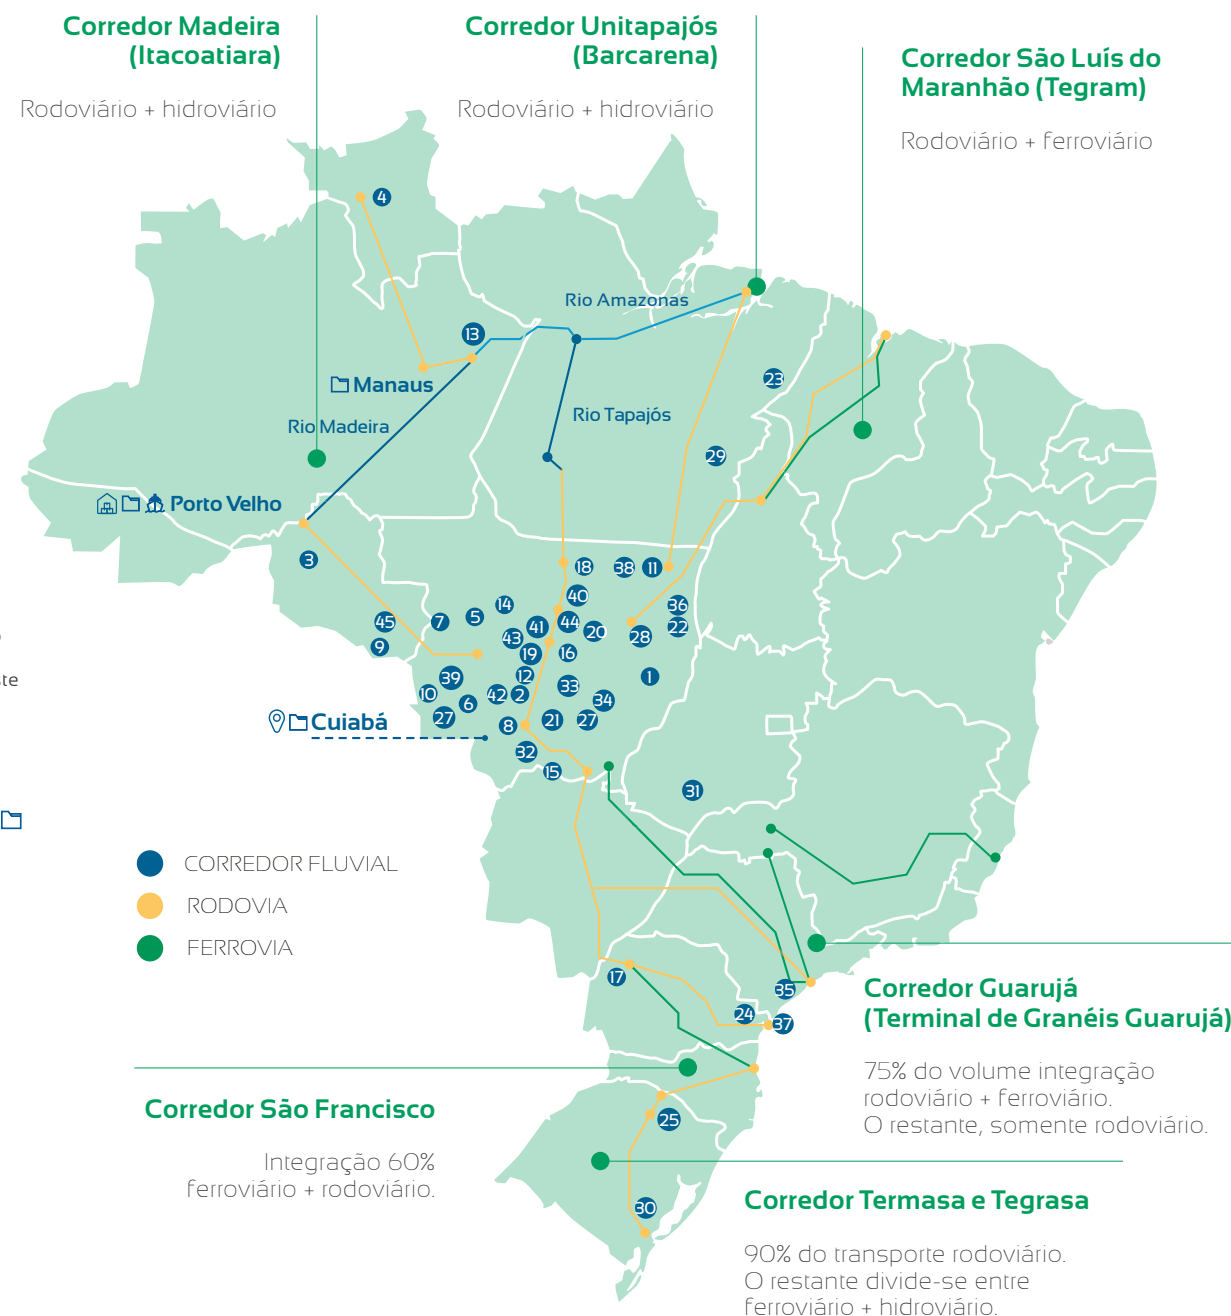 Corredor Madeira
(Itacoatiara)
Rodoviário + hidroviário
Corredor Unitapajós
(Barcarena)
Rodoviário + hidroviário
Corredor São Luís do
Maranhão (Tegram)
Rodoviário + ferroviário
4
Rio Amazonas
13
Manaus
23
Rio Tapajós
Rio Madeira
29
Porto Velho
3
18
38
11
40
14
36
5
7
45
44
41
20
22
43
28
9
19
16
12
1
39
33
10
42
2
34
6
27
21
27
8
Cuiabá
32
15
31
CORREDOR FLUVIAL
RODOVIA
FERROVIA
17
35
24
37
Corredor Guarujá
(Terminal de Granéis Guarujá)
75% do volume integração
rodoviário + ferroviário.
O restante, somente rodoviário.
Corredor São Francisco
Integração 60%
ferroviário + rodoviário.
25
30
Corredor Termasa e Tegrasa
90% do transporte rodoviário.
O restante divide-se entre
ferroviário + hidroviário.